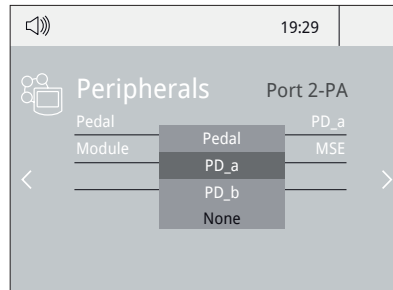 19:29
Peripherals Port 2-PA
Pedal PD_a
Module MSE
Pedal
PD_a
PD_b
None